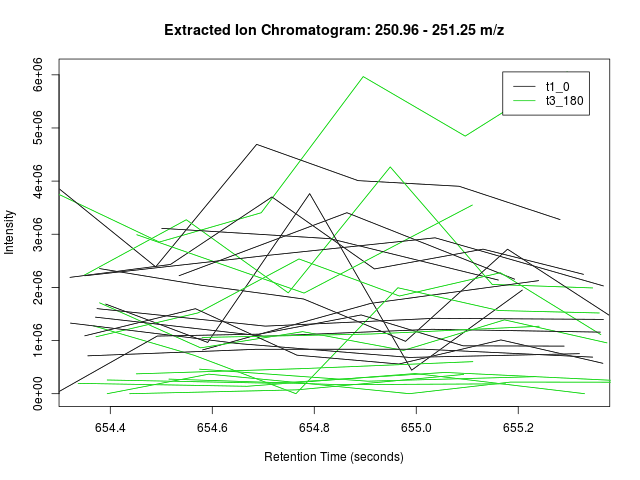 Extracted Ion Chromatogram: 250.96 - 251.25 m/z
Intensity
6e+06
5e+06
4e+06
3e+06
2e+06
1e+06
0e+00
t1_0
t3_180
654.4 654.6 654.8 655.0 655.2
Retention Time (seconds)